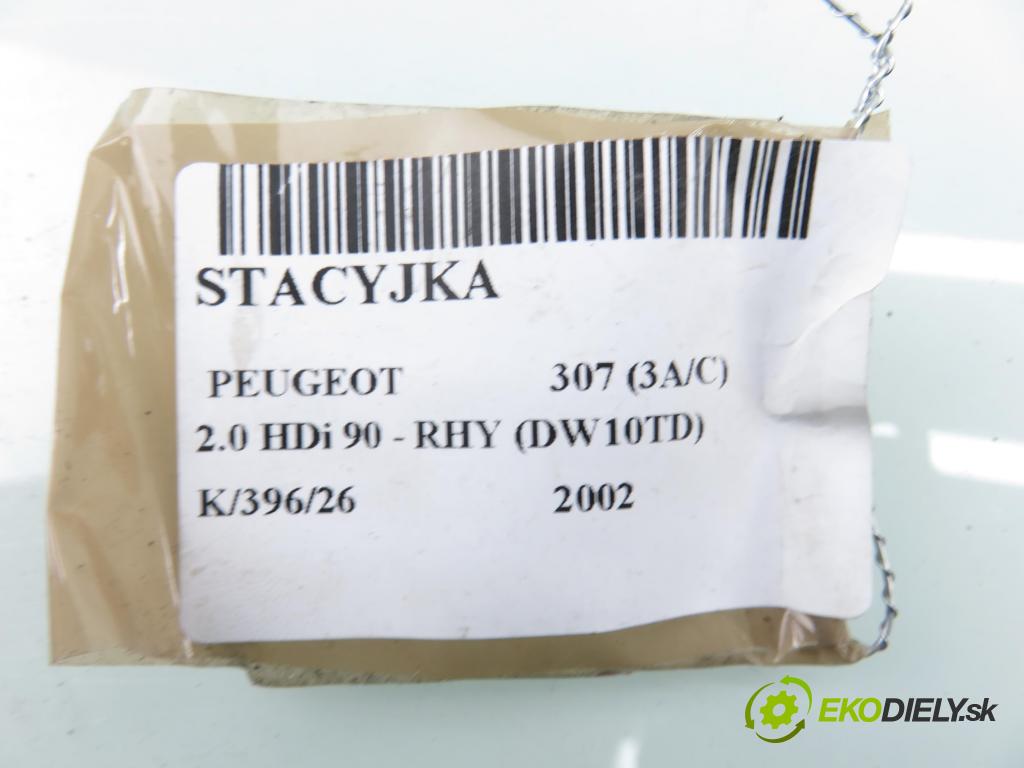 STACYJKA
PEUGEOT 307 (3A/C)
2.0 HDi 90 - RHY (DW10TD)
K/396/26 2002
EKODIELY.sk